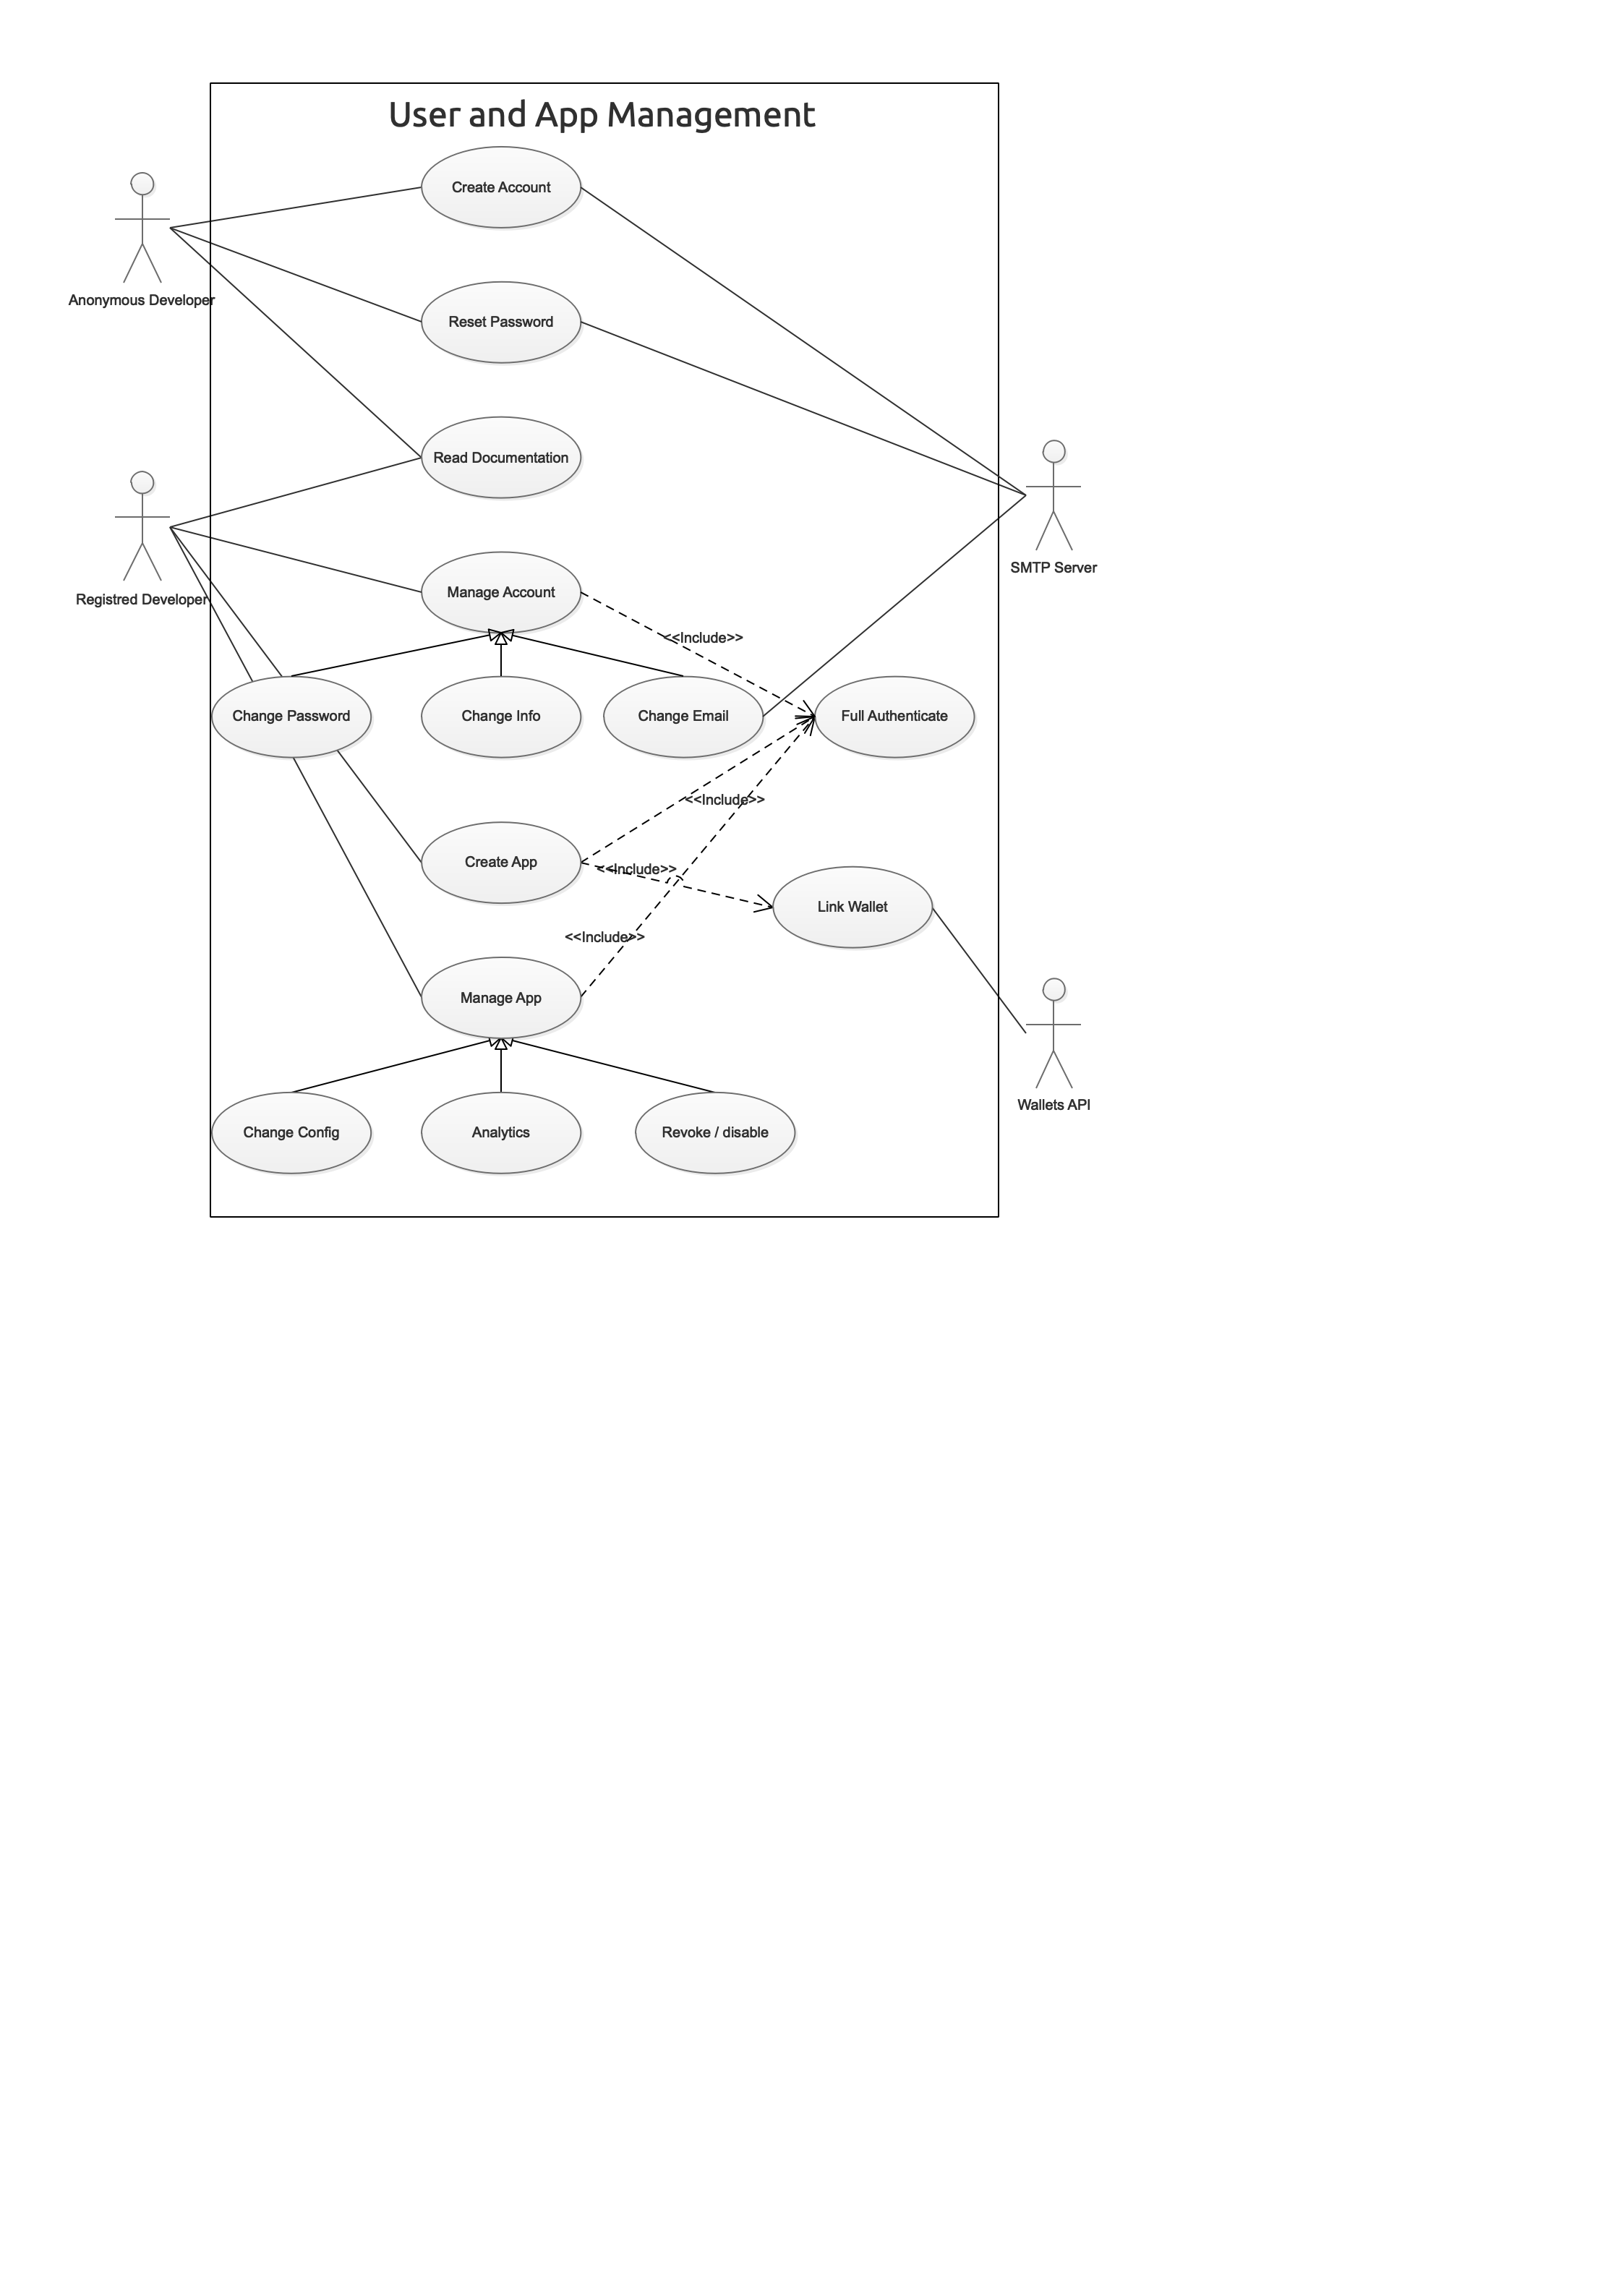 User and App Management
Create Account
Anonymous Developer
Reset Password
Read Documentation
SMTP Server
Registred Developer
Manage Account
<<Include>>
Change Password
Change Info
Change Email
Full Authenticate
<<Include>>
Create App
<<Include>>
Link Wallet
<<Include>>
Manage App
Wallets API
Change Config
Analytics
Revoke / disable